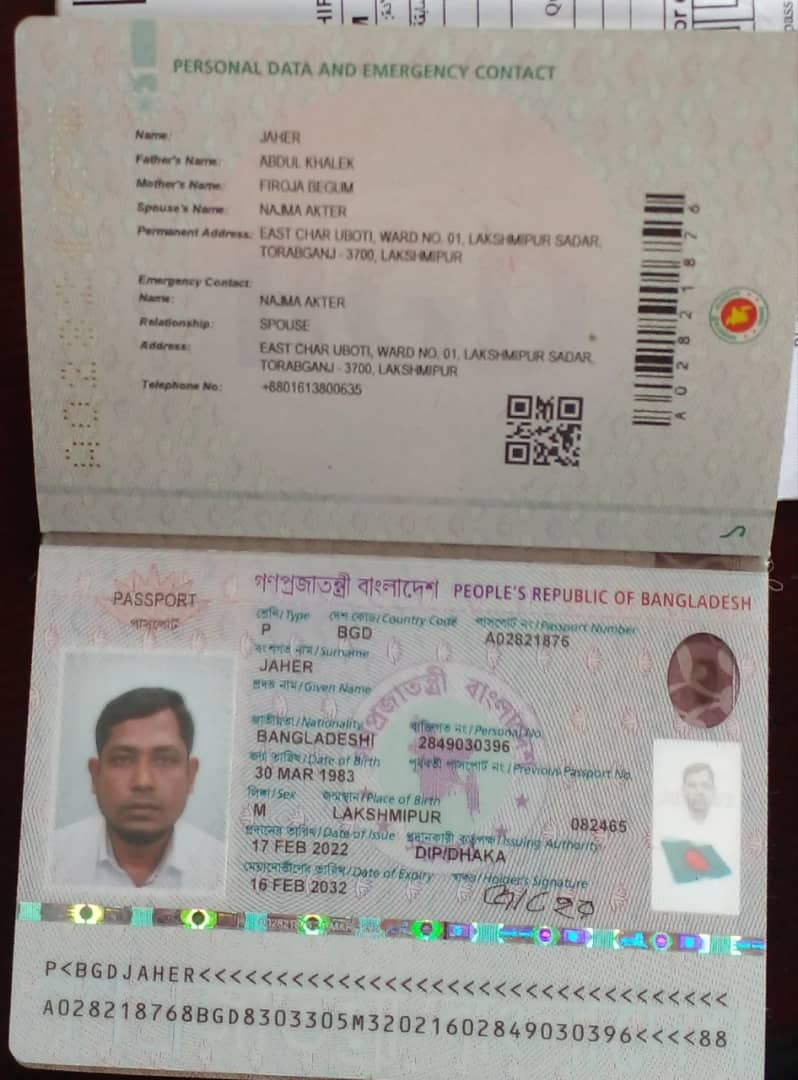 PERSONAL DATA AND EMERGENCY CONTACT
Name: JAHER
Father's Name: ABDUL KHALEK
Mother's Name: FIROJA BEGUM
Spouse's Name: NAJMA AKTER
Permanent Address: EAST CHAR UBOTI, WARD NO. 01, LAKSHMIPUR SADAR,
TORABGANJ - 3700, LAKSHMIPUR
Emergency Contact:
Name: NAJMA AKTER
Relationship: SPOUSE
Address: EAST CHAR UBOTI, WARD NO. 01, LAKSHMIPUR SADAR,
TORABGANJ - 3700, LAKSHMIPUR
Telephone No: +8801613800635
A02821876
গণপ্রজাতন্ত্রী বাংলাদেশ PEOPLE'S REPUBLIC OF BANGLADESH
PASSPORT
পাসপোর্ট
শ্রেণি/Type দেশ কোড/Country Code পাসপোর্ট নং/Passport Number
P BGD A02821876
বংশগত নাম/Surname
JAHER
প্রদত্ত নাম/Given Name
জাতীয়তা/Nationality ব্যক্তিগত নং/Personal No.
BANGLADESHI 2849030396
জন্ম তারিখ/Date of Birth পূর্ববর্তী পাসপোর্ট নং/Previous Passport No.
30 MAR 1983
লিঙ্গ/Sex জন্মস্থান/Place of Birth
M LAKSHMIPUR 082465
প্রদানের তারিখ/Date of Issue প্রদানকারী কর্তৃপক্ষ/Issuing Authority
17 FEB 2022 DIP/DHAKA
মেয়াদোত্তীর্ণের তারিখ/Date of Expiry স্বাক্ষর/Holder's Signature
16 FEB 2032 জাহের
P<BGDJAHER<<<<<<<<<<<<<<<<<<<<<<<<<<<<<<<<<<
A028218768BGD8303305M32021602849030396<<<<88